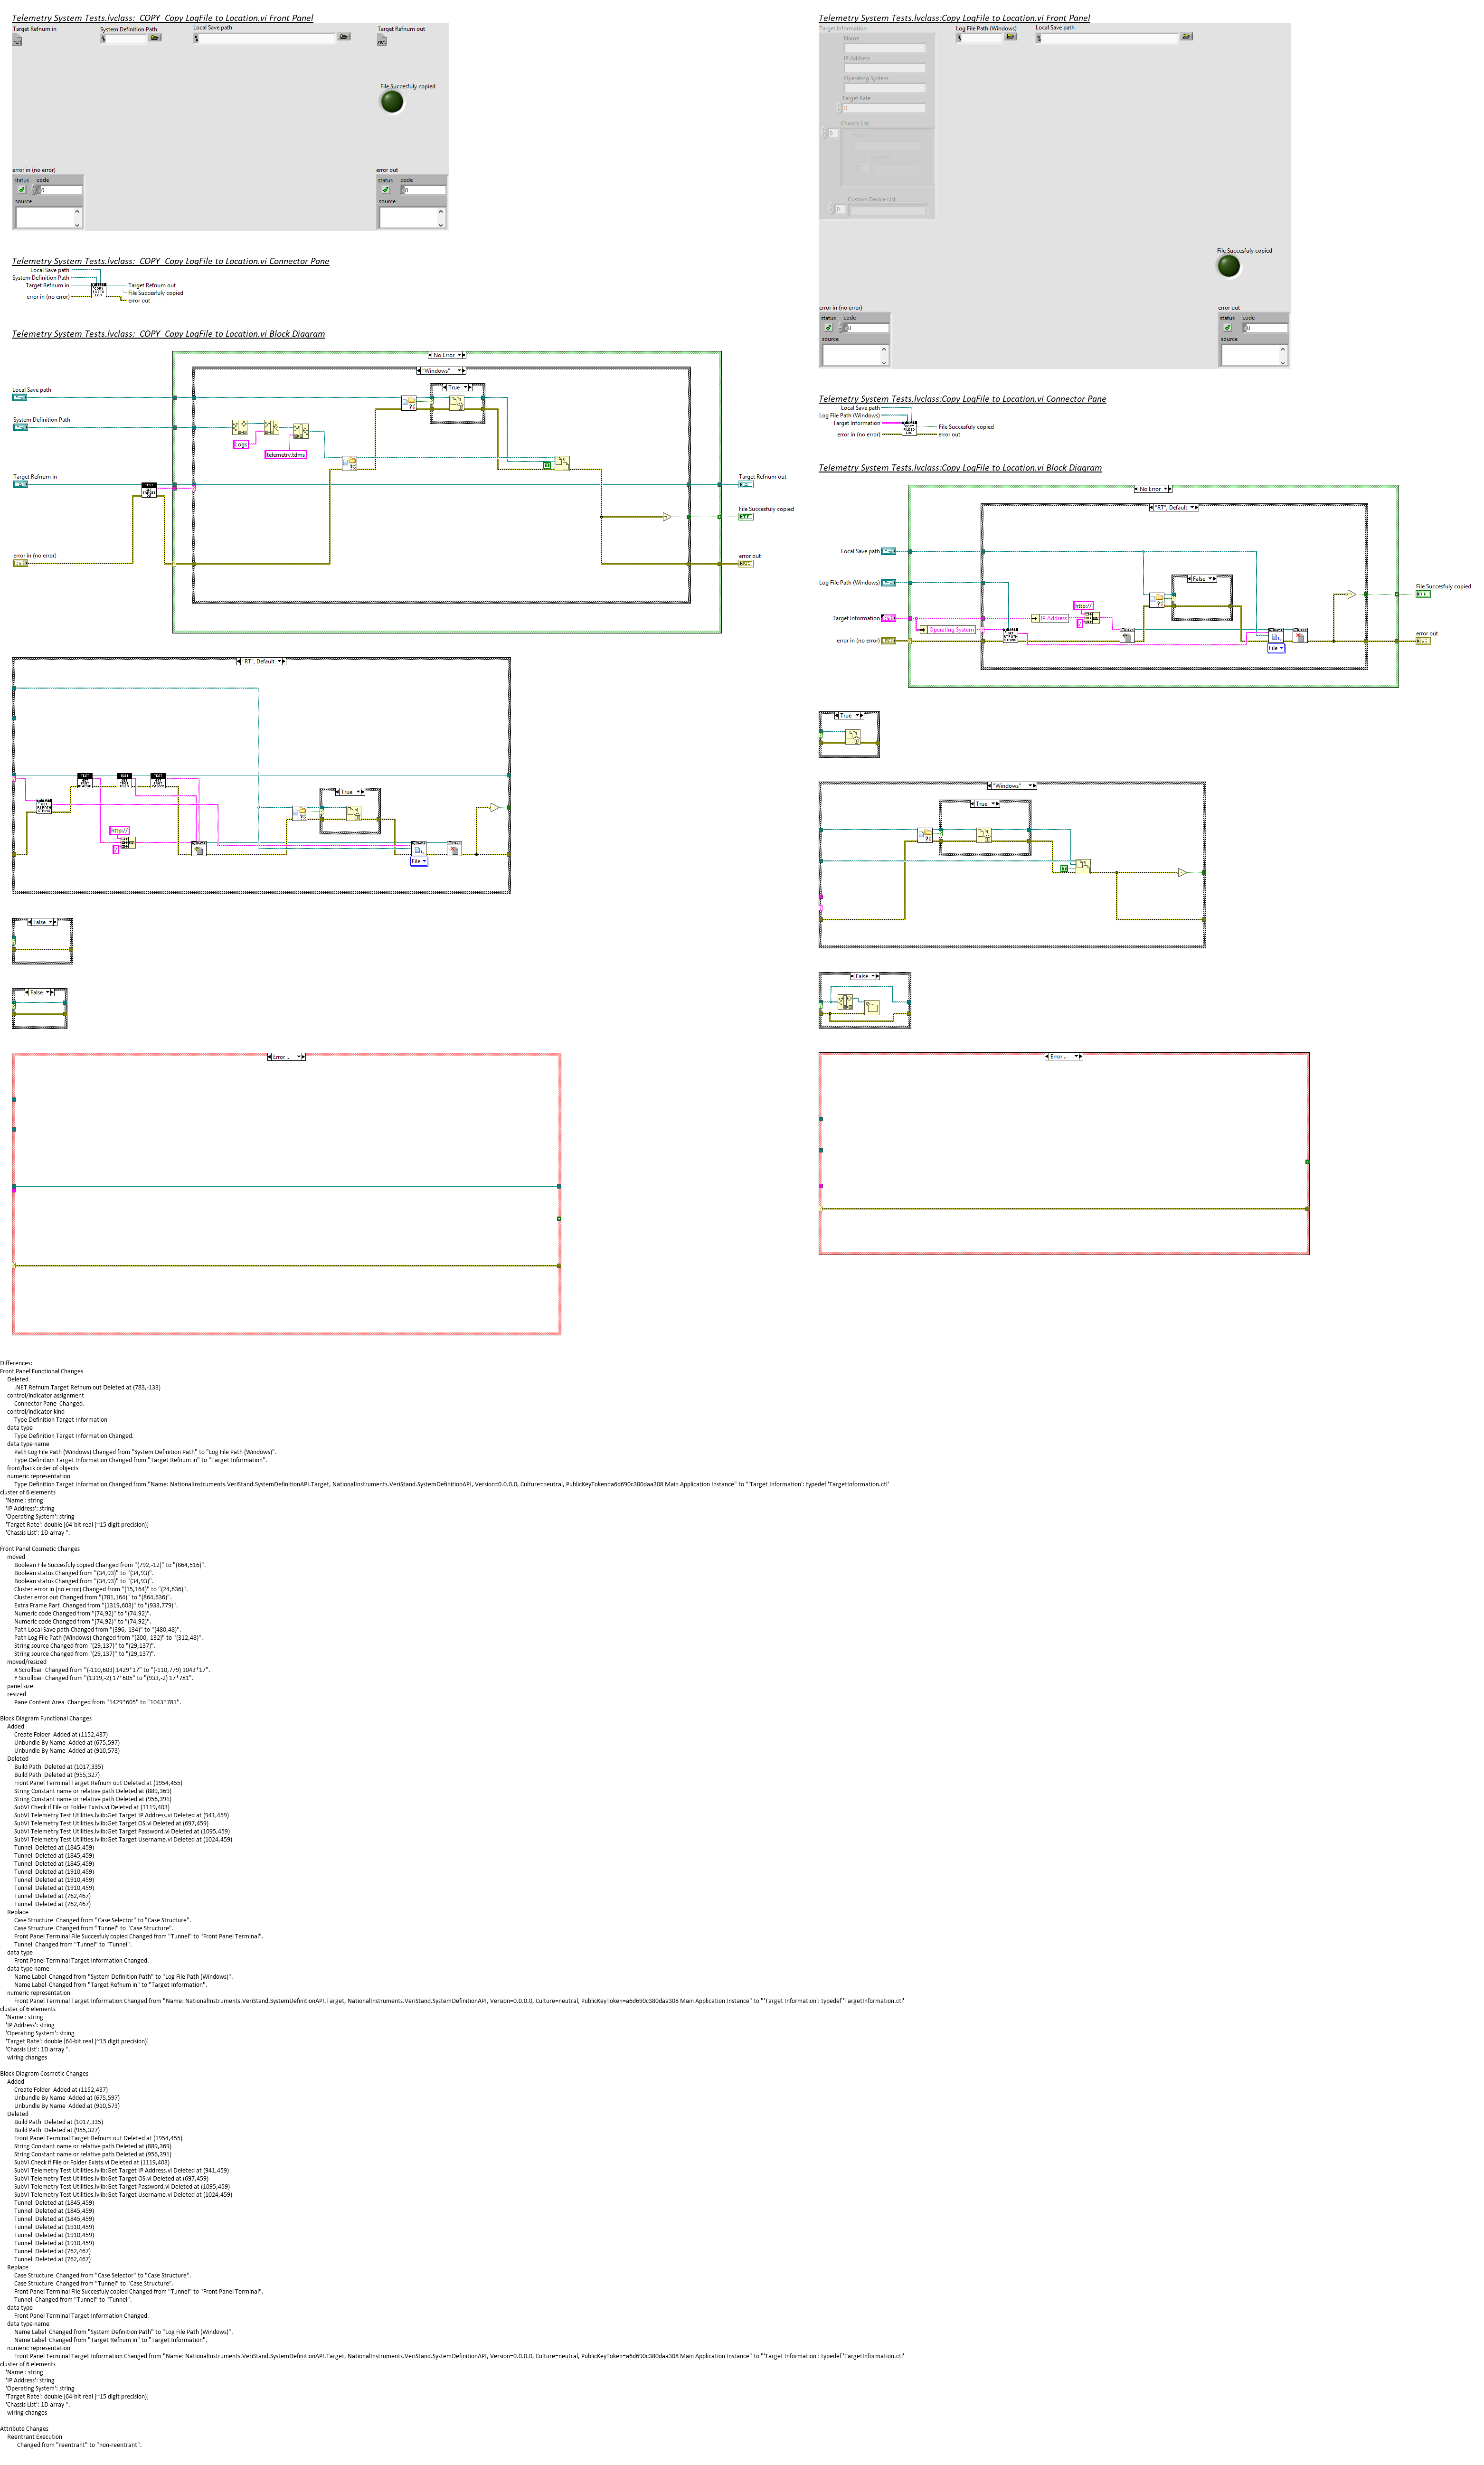 Telemetry System Tests.lvclass:_COPY_Copy LogFile to Location.vi Front Panel
Target Refnum in
System Definition Path
Local Save path
Target Refnum out
File Succesfuly copied
error in (no error)
status
code
0
source
error out
status
code
0
source
Telemetry System Tests.lvclass:_COPY_Copy LogFile to Location.vi Connector Pane
Local Save path
System Definition Path
Target Refnum in
error in (no error)
Target Refnum out
File Succesfuly copied
error out
Telemetry System Tests.lvclass:_COPY_Copy LogFile to Location.vi Block Diagram
No Error
"Windows"
True
Local Save path
System Definition Path
Logs
telemetry.tdms
Target Refnum in
Target Refnum out
File Succesfuly copied
error in (no error)
error out
"RT", Default
True
http://
/
File
False
False
Error
Telemetry System Tests.lvclass:Copy LogFile to Location.vi Front Panel
Target Information
Name
IP Address
Operating System
Target Rate
0
Chassis List
0
Custom Device List
0
Log File Path (Windows)
Local Save path
File Succesfuly copied
error in (no error)
status
code
0
source
error out
status
code
0
source
Telemetry System Tests.lvclass:Copy LogFile to Location.vi Connector Pane
Local Save path
Log File Path (Windows)
Target Information
error in (no error)
File Succesfuly copied
error out
Telemetry System Tests.lvclass:Copy LogFile to Location.vi Block Diagram
No Error
"RT", Default
Local Save path
Log File Path (Windows)
False
File Succesfuly copied
Target Information
http://
IP Address
/
Operating System
error in (no error)
error out
File
True
"Windows"
True
False
Error
Differences:
Front Panel Functional Changes
Deleted
.NET Refnum Target Refnum out Deleted at (783,-133)
control/indicator assignment
Connector Pane  Changed.
control/indicator kind
Type Definition Target Information
data type
Type Definition Target Information Changed.
data type name
Path Log File Path (Windows) Changed from "System Definition Path" to "Log File Path (Windows)".
Type Definition Target Information Changed from "Target Refnum in" to "Target Information".
front/back order of objects
numeric representation
Type Definition Target Information Changed from "Name: NationalInstruments.VeriStand.SystemDefinitionAPI.Target, NationalInstruments.VeriStand.SystemDefinitionAPI, Version=0.0.0.0, Culture=neutral, PublicKeyToken=a6d690c380daa308 Main Application Instance" to "'Target Information': typedef 'TargetInformation.ctl'
cluster of 6 elements
'Name': string
'IP Address': string
'Operating System': string
'Target Rate': double [64-bit real (~15 digit precision)]
'Chassis List': 1D array ".
Front Panel Cosmetic Changes
moved
Boolean File Succesfuly copied Changed from "(792,-12)" to "(864,516)".
Boolean status Changed from "(34,93)" to "(34,93)".
Boolean status Changed from "(34,93)" to "(34,93)".
Cluster error in (no error) Changed from "(15,164)" to "(24,636)".
Cluster error out Changed from "(781,164)" to "(864,636)".
Extra Frame Part  Changed from "(1319,603)" to "(933,779)".
Numeric code Changed from "(74,92)" to "(74,92)".
Numeric code Changed from "(74,92)" to "(74,92)".
Path Local Save path Changed from "(396,-134)" to "(480,48)".
Path Log File Path (Windows) Changed from "(200,-132)" to "(312,48)".
String source Changed from "(29,137)" to "(29,137)".
String source Changed from "(29,137)" to "(29,137)".
moved/resized
X Scrollbar  Changed from "(-110,603) 1429*17" to "(-110,779) 1043*17".
Y Scrollbar  Changed from "(1319,-2) 17*605" to "(933,-2) 17*781".
panel size
resized
Pane Content Area  Changed from "1429*605" to "1043*781".
Block Diagram Functional Changes
Added
Create Folder  Added at (1152,437)
Unbundle By Name  Added at (675,597)
Unbundle By Name  Added at (910,573)
Deleted
Build Path  Deleted at (1017,335)
Build Path  Deleted at (955,327)
Front Panel Terminal Target Refnum out Deleted at (1954,455)
String Constant name or relative path Deleted at (889,369)
String Constant name or relative path Deleted at (956,391)
SubVI Check if File or Folder Exists.vi Deleted at (1119,403)
SubVI Telemetry Test Utilities.lvlib:Get Target IP Address.vi Deleted at (941,459)
SubVI Telemetry Test Utilities.lvlib:Get Target OS.vi Deleted at (697,459)
SubVI Telemetry Test Utilities.lvlib:Get Target Password.vi Deleted at (1095,459)
SubVI Telemetry Test Utilities.lvlib:Get Target Username.vi Deleted at (1024,459)
Tunnel  Deleted at (1845,459)
Tunnel  Deleted at (1845,459)
Tunnel  Deleted at (1845,459)
Tunnel  Deleted at (1910,459)
Tunnel  Deleted at (1910,459)
Tunnel  Deleted at (1910,459)
Tunnel  Deleted at (762,467)
Tunnel  Deleted at (762,467)
Replace
Case Structure  Changed from "Case Selector" to "Case Structure".
Case Structure  Changed from "Tunnel" to "Case Structure".
Front Panel Terminal File Succesfuly copied Changed from "Tunnel" to "Front Panel Terminal".
Tunnel  Changed from "Tunnel" to "Tunnel".
data type
Front Panel Terminal Target Information Changed.
data type name
Name Label  Changed from "System Definition Path" to "Log File Path (Windows)".
Name Label  Changed from "Target Refnum in" to "Target Information".
numeric representation
Front Panel Terminal Target Information Changed from "Name: NationalInstruments.VeriStand.SystemDefinitionAPI.Target, NationalInstruments.VeriStand.SystemDefinitionAPI, Version=0.0.0.0, Culture=neutral, PublicKeyToken=a6d690c380daa308 Main Application Instance" to "'Target Information': typedef 'TargetInformation.ctl'
cluster of 6 elements
'Name': string
'IP Address': string
'Operating System': string
'Target Rate': double [64-bit real (~15 digit precision)]
'Chassis List': 1D array ".
wiring changes
Block Diagram Cosmetic Changes
Added
Create Folder  Added at (1152,437)
Unbundle By Name  Added at (675,597)
Unbundle By Name  Added at (910,573)
Deleted
Build Path  Deleted at (1017,335)
Build Path  Deleted at (955,327)
Front Panel Terminal Target Refnum out Deleted at (1954,455)
String Constant name or relative path Deleted at (889,369)
String Constant name or relative path Deleted at (956,391)
SubVI Check if File or Folder Exists.vi Deleted at (1119,403)
SubVI Telemetry Test Utilities.lvlib:Get Target IP Address.vi Deleted at (941,459)
SubVI Telemetry Test Utilities.lvlib:Get Target OS.vi Deleted at (697,459)
SubVI Telemetry Test Utilities.lvlib:Get Target Password.vi Deleted at (1095,459)
SubVI Telemetry Test Utilities.lvlib:Get Target Username.vi Deleted at (1024,459)
Tunnel  Deleted at (1845,459)
Tunnel  Deleted at (1845,459)
Tunnel  Deleted at (1845,459)
Tunnel  Deleted at (1910,459)
Tunnel  Deleted at (1910,459)
Tunnel  Deleted at (1910,459)
Tunnel  Deleted at (762,467)
Tunnel  Deleted at (762,467)
Replace
Case Structure  Changed from "Case Selector" to "Case Structure".
Case Structure  Changed from "Tunnel" to "Case Structure".
Front Panel Terminal File Succesfuly copied Changed from "Tunnel" to "Front Panel Terminal".
Tunnel  Changed from "Tunnel" to "Tunnel".
data type
Front Panel Terminal Target Information Changed.
data type name
Name Label  Changed from "System Definition Path" to "Log File Path (Windows)".
Name Label  Changed from "Target Refnum in" to "Target Information".
numeric representation
Front Panel Terminal Target Information Changed from "Name: NationalInstruments.VeriStand.SystemDefinitionAPI.Target, NationalInstruments.VeriStand.SystemDefinitionAPI, Version=0.0.0.0, Culture=neutral, PublicKeyToken=a6d690c380daa308 Main Application Instance" to "'Target Information': typedef 'TargetInformation.ctl'
cluster of 6 elements
'Name': string
'IP Address': string
'Operating System': string
'Target Rate': double [64-bit real (~15 digit precision)]
'Chassis List': 1D array ".
wiring changes
Attribute Changes
Reentrant Execution
Changed from "reentrant" to "non-reentrant".